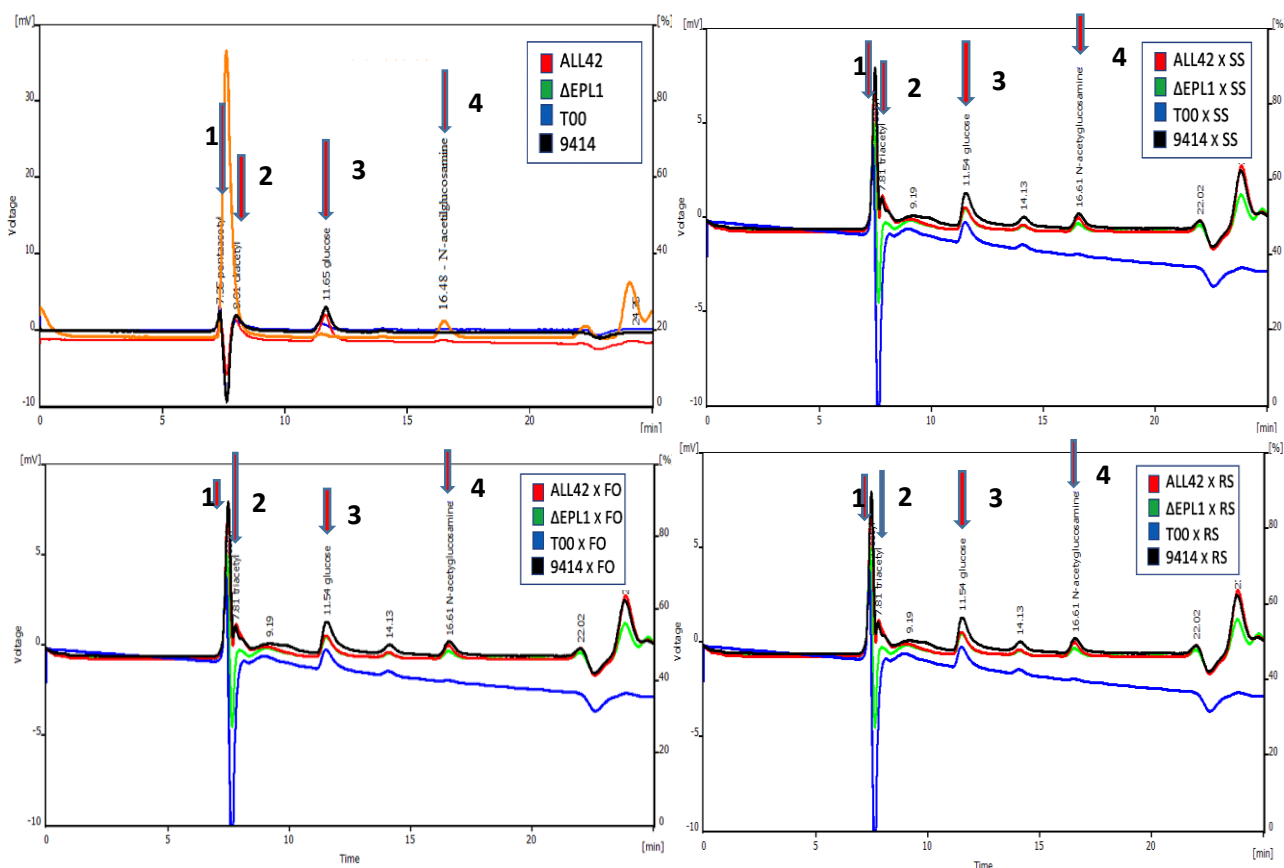 [mV]
[%]
30
20
10
0
-10
80
60
40
20
0
Voltage
ALL42
ΔEPL1
T00
9414
1
2
3
4
7.35 pentaacetyl
8.01 diacetyl
11.65 glucose
16.48 - N-acetilglucosamine
0
5
10
15
20
[min]
[mV]
[%
5
0
-5
-10
80
60
40
20
0
Voltage
ALL42 x SS
ΔEPL1 x SS
T00 x SS
9414 x SS
1
2
3
4
7.81 triacetyl
9.19
11.54 glucose
14.13
16.61 N-acetyglucosamine
22.02
0
5
10
15
20
[min]
[mV]
[%
5
0
-5
-10
80
60
40
20
0
Voltage
ALL42 x FO
ΔEPL1 x FO
T00 x FO
9414 x FO
1
2
3
4
7.81 triacetyl
9.19
11.54 glucose
14.13
16.61 N-acetyglucosamine
22.02
0
5
10
15
20
Time
[min]
[mV]
[%
5
0
-5
-10
80
60
40
20
0
Voltage
ALL42 x RS
ΔEPL1 x RS
T00 x RS
9414 x RS
1
2
3
4
7.81 triacetyl
9.19
11.54 glucose
14.13
16.61 N-acetyglucosamine
22.02
0
5
10
15
20
Time
[min]